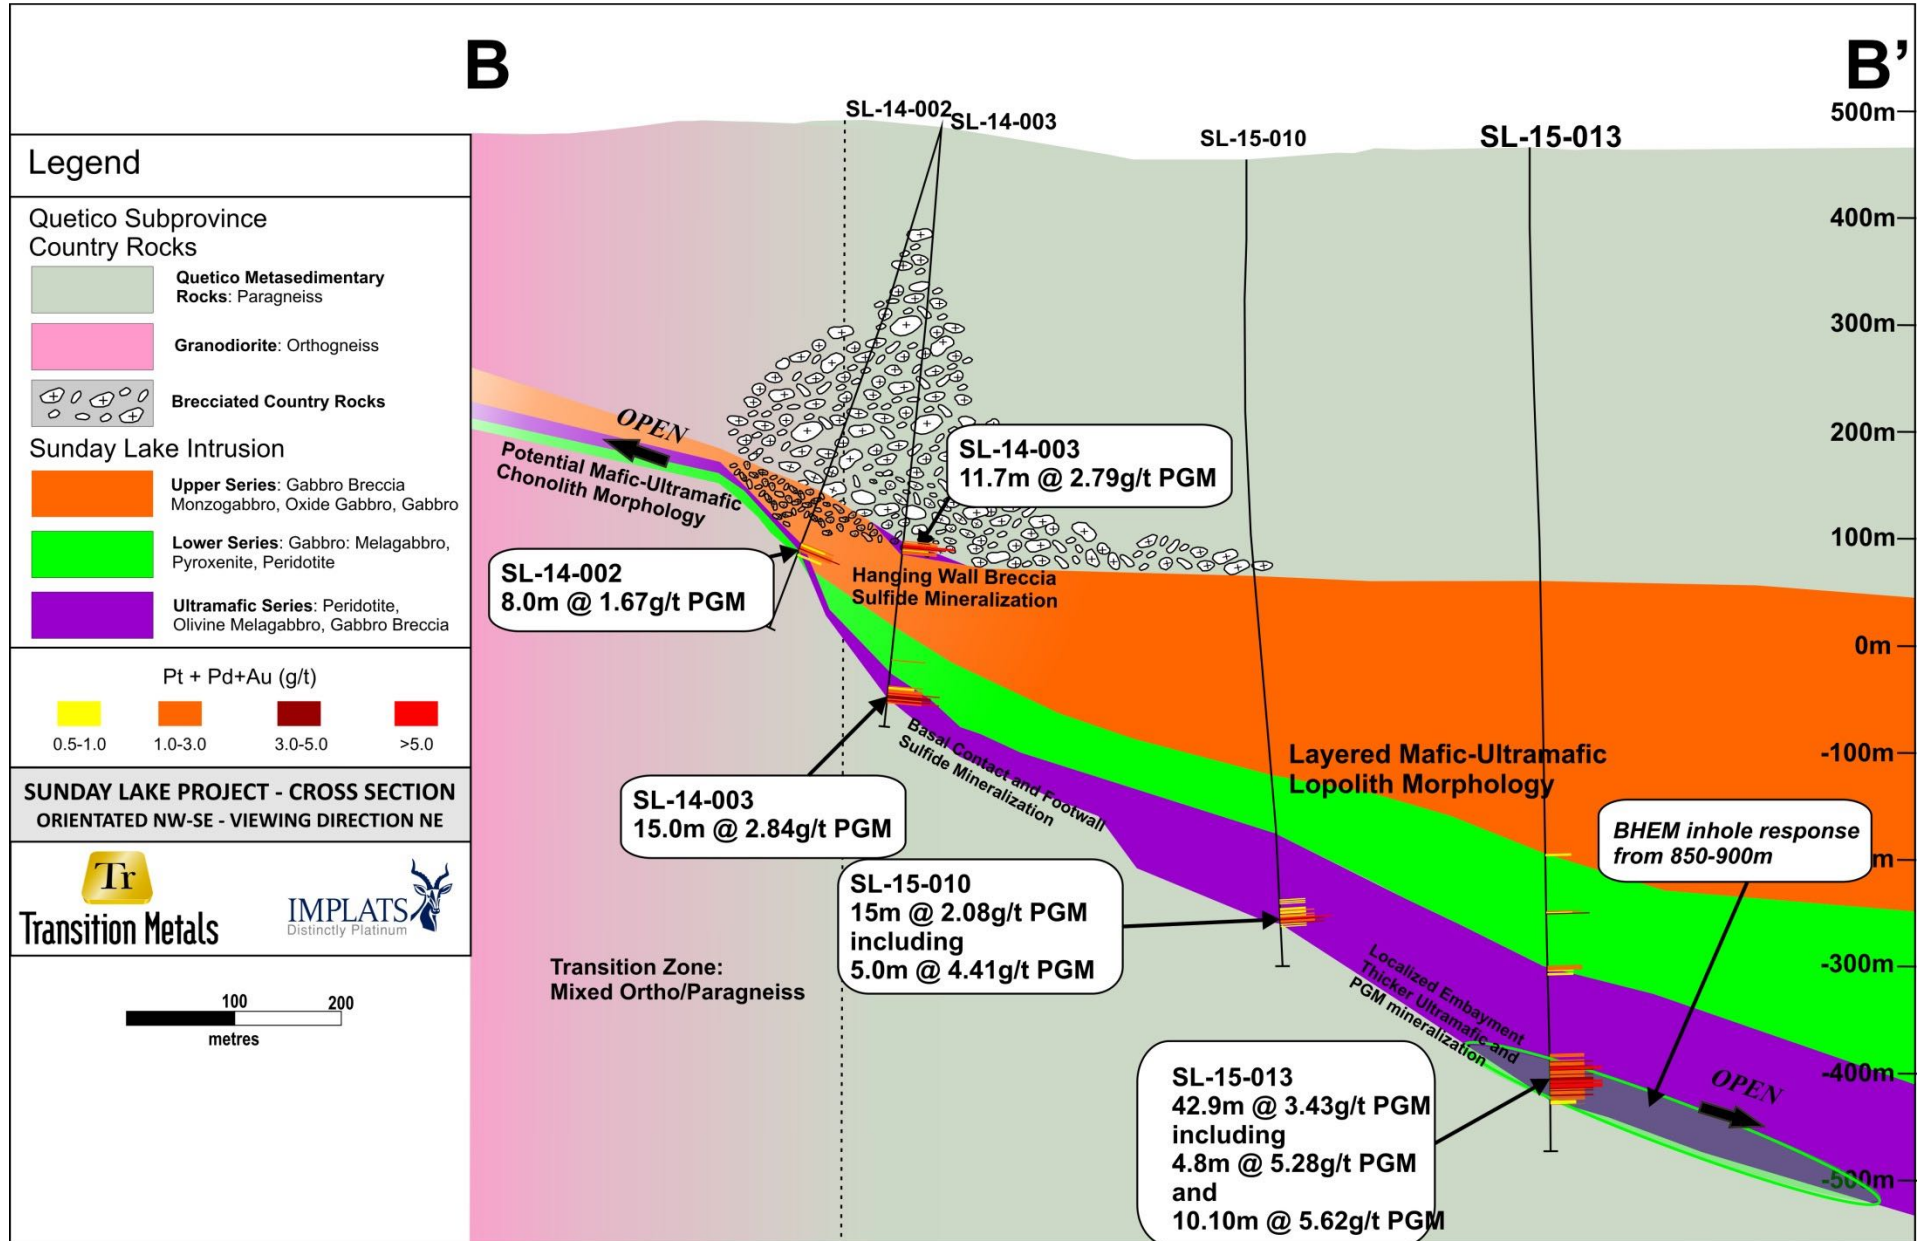 B
B’
SL-14-002
SL-14-003
SL-15-010
SL-15-013
500m
400m
300m
200m
100m
0m
-100m
m
-300m
-400m
-500m
Legend
Quetico Subprovince
Country Rocks
Quetico Metasedimentary
Rocks: Paragneiss
Granodiorite: Orthogneiss
Brecciated Country Rocks
Sunday Lake Intrusion
Upper Series: Gabbro Breccia
Monzogabbro, Oxide Gabbro, Gabbro
Lower Series: Gabbro: Melagabbro,
Pyroxenite, Peridotite
Ultramafic Series: Peridotite,
Olivine Melagabbro, Gabbro Breccia
Pt + Pd+Au (g/t)
0.5-1.0 1.0-3.0 3.0-5.0 >5.0
SUNDAY LAKE PROJECT - CROSS SECTION
ORIENTATED NW-SE - VIEWING DIRECTION NE
Tr
Transition Metals
IMPLATS
Distinctly Platinum
100 200
metres
OPEN
Potential Mafic-Ultramafic
Chonolith Morphology
SL-14-003
11.7m @ 2.79g/t PGM
SL-14-002
8.0m @ 1.67g/t PGM
Hanging Wall Breccia
Sulfide Mineralization
Basal Contact and Footwall
Sulfide Mineralization
SL-14-003
15.0m @ 2.84g/t PGM
Layered Mafic-Ultramafic
Lopolith Morphology
BHEM inhole response
from 850-900m
SL-15-010
15m @ 2.08g/t PGM
including
5.0m @ 4.41g/t PGM
Transition Zone:
Mixed Ortho/Paragneiss
Localized Embayment
Thicker Ultramafic and
PGM mineralization
OPEN
SL-15-013
42.9m @ 3.43g/t PGM
including
4.8m @ 5.28g/t PGM
and
10.10m @ 5.62g/t PGM